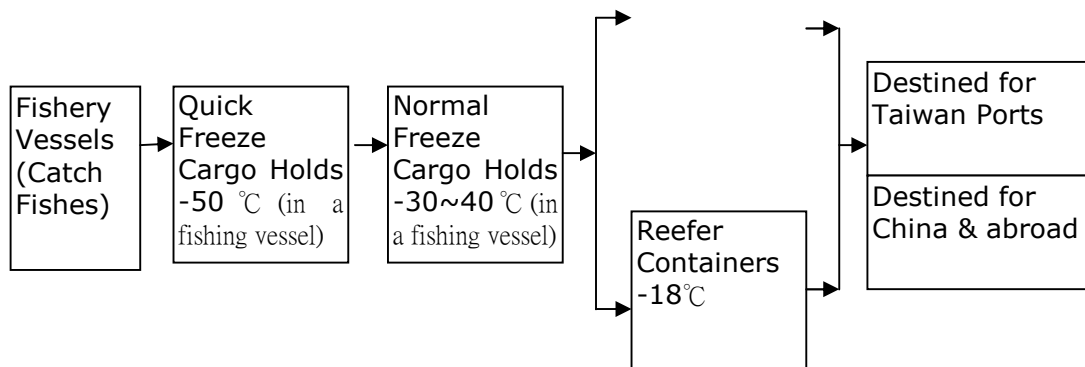 Fishery
Vessels
(Catch
Fishes)
Quick
Freeze
Cargo Holds
-50 ℃ (in a
fishing vessel)
Normal
Freeze
Cargo Holds
-30~40 ℃ (in
a fishing vessel)
Reefer
Containers
-18℃
Destined for
Taiwan Ports
Destined for
China & abroad